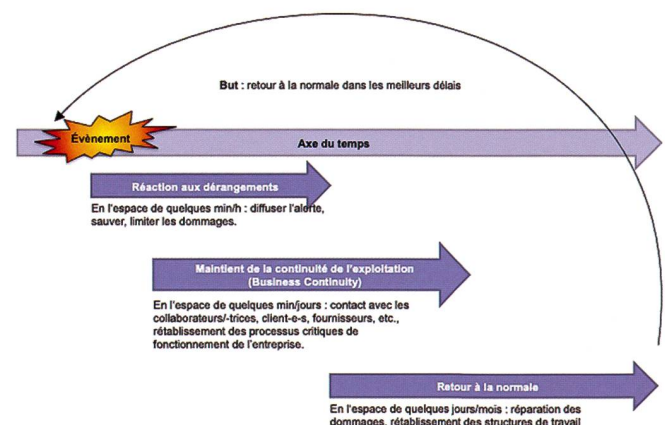 But : retour à la normale dans les meilleurs délais
Évènement
Axe du temps
Réaction aux dérangements
En l'espace de quelques min/h : diffuser l'alerte,
sauver, limiter les dommages.
Maintient de la continuité de l'exploitation
(Business Continuity)
En l'espace de quelques min/jours : contact avec les
collaborateurs/-trices, client-e-s, fournisseurs, etc.,
rétablissement des processus critiques de
fonctionnement de l'entreprise.
Retour à la normale
En l'espace de quelques jours/mois : réparation des
dommages, rétablissement des structures de travail